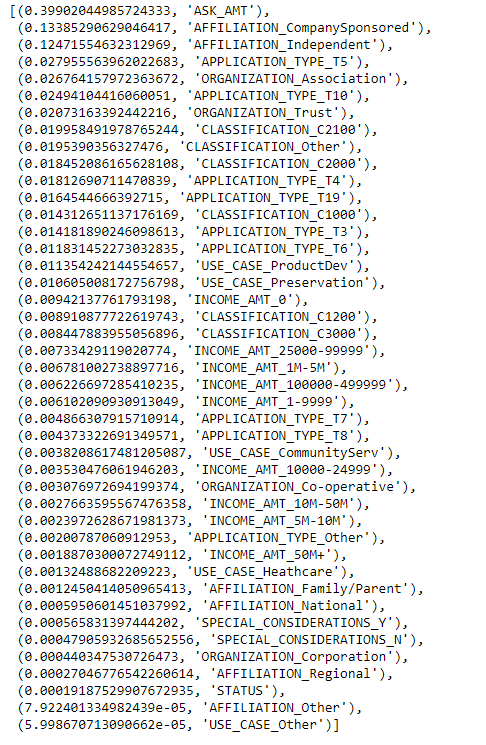 [(0.39902044985724333, 'ASK_AMT'),
(0.13385290629046417, 'AFFILIATION_CompanySponsored'),
(0.12471554632312969, 'AFFILIATION_Independent'),
(0.027955563962022683, 'APPLICATION_TYPE_T5'),
(0.026764157972363672, 'ORGANIZATION_Association'),
(0.02494104416060051, 'APPLICATION_TYPE_T10'),
(0.02073163392442216, 'ORGANIZATION_Trust'),
(0.019958491978765244, 'CLASSIFICATION_C2100'),
(0.0195390356327476, 'CLASSIFICATION_Other'),
(0.018452086165628108, 'CLASSIFICATION_C2000'),
(0.01812690711470839, 'APPLICATION_TYPE_T4'),
(0.0164544666392715, 'APPLICATION_TYPE_T19'),
(0.014312651137176169, 'CLASSIFICATION_C1000'),
(0.014181890246098613, 'APPLICATION_TYPE_T3'),
(0.011831452273032835, 'APPLICATION_TYPE_T6'),
(0.011354242144554657, 'USE_CASE_ProductDev'),
(0.010605008172756798, 'USE_CASE_Preservation'),
(0.00942137761793198, 'INCOME_AMT_0'),
(0.008910877722619743, 'CLASSIFICATION_C1200'),
(0.008447883955056896, 'CLASSIFICATION_C3000'),
(0.00733429119020774, 'INCOME_AMT_25000-99999'),
(0.006781002738897716, 'INCOME_AMT_1M-5M'),
(0.006226697285410235, 'INCOME_AMT_100000-499999'),
(0.006102090930913049, 'INCOME_AMT_1-9999'),
(0.004866307915710914, 'APPLICATION_TYPE_T7'),
(0.004373322691349571, 'APPLICATION_TYPE_T8'),
(0.0038208617481205087, 'USE_CASE_CommunityServ'),
(0.003530476061946203, 'INCOME_AMT_10000-24999'),
(0.003076972694199374, 'ORGANIZATION_Co-operative'),
(0.0027663595567476358, 'INCOME_AMT_10M-50M'),
(0.0023972628671981373, 'INCOME_AMT_5M-10M'),
(0.00200787060912953, 'APPLICATION_TYPE_Other'),
(0.0018870300072749112, 'INCOME_AMT_50M+'),
(0.00132488682209223, 'USE_CASE_Heathcare'),
(0.0012450414050965413, 'AFFILIATION_Family/Parent'),
(0.0005950601451037992, 'AFFILIATION_National'),
(0.000565831397444202, 'SPECIAL_CONSIDERATIONS_Y'),
(0.00047905932685652556, 'SPECIAL_CONSIDERATIONS_N'),
(0.000440347530726473, 'ORGANIZATION_Corporation'),
(0.00027046776542260614, 'AFFILIATION_Regional'),
(0.00019187529907672935, 'STATUS'),
(7.922401334982439e-05, 'AFFILIATION_Other'),
(5.998670713090662e-05, 'USE_CASE_Other')]